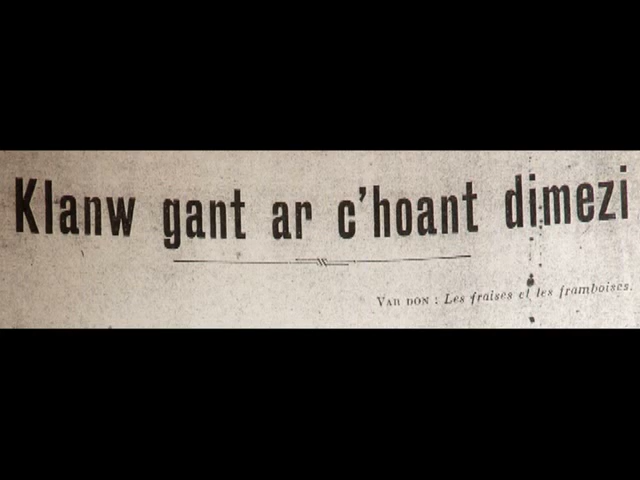 Klanw gant ar c'hoant dimezi
VAR DON : Les fraises et les framboises.